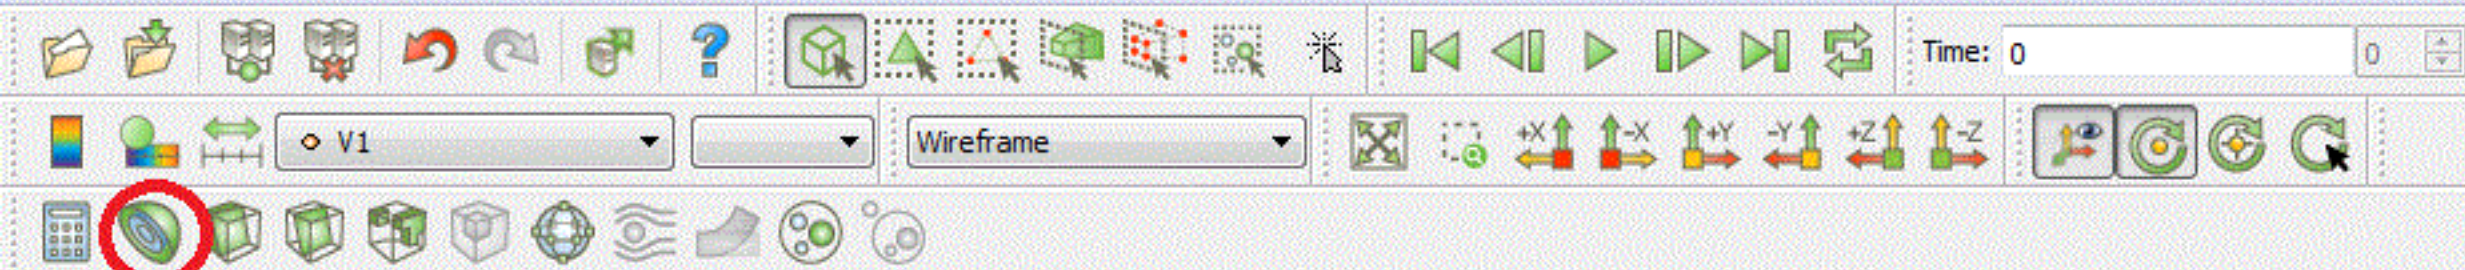 ? Time: 0 0
V1 Wireframe +X -X +Y -Y +Z -Z